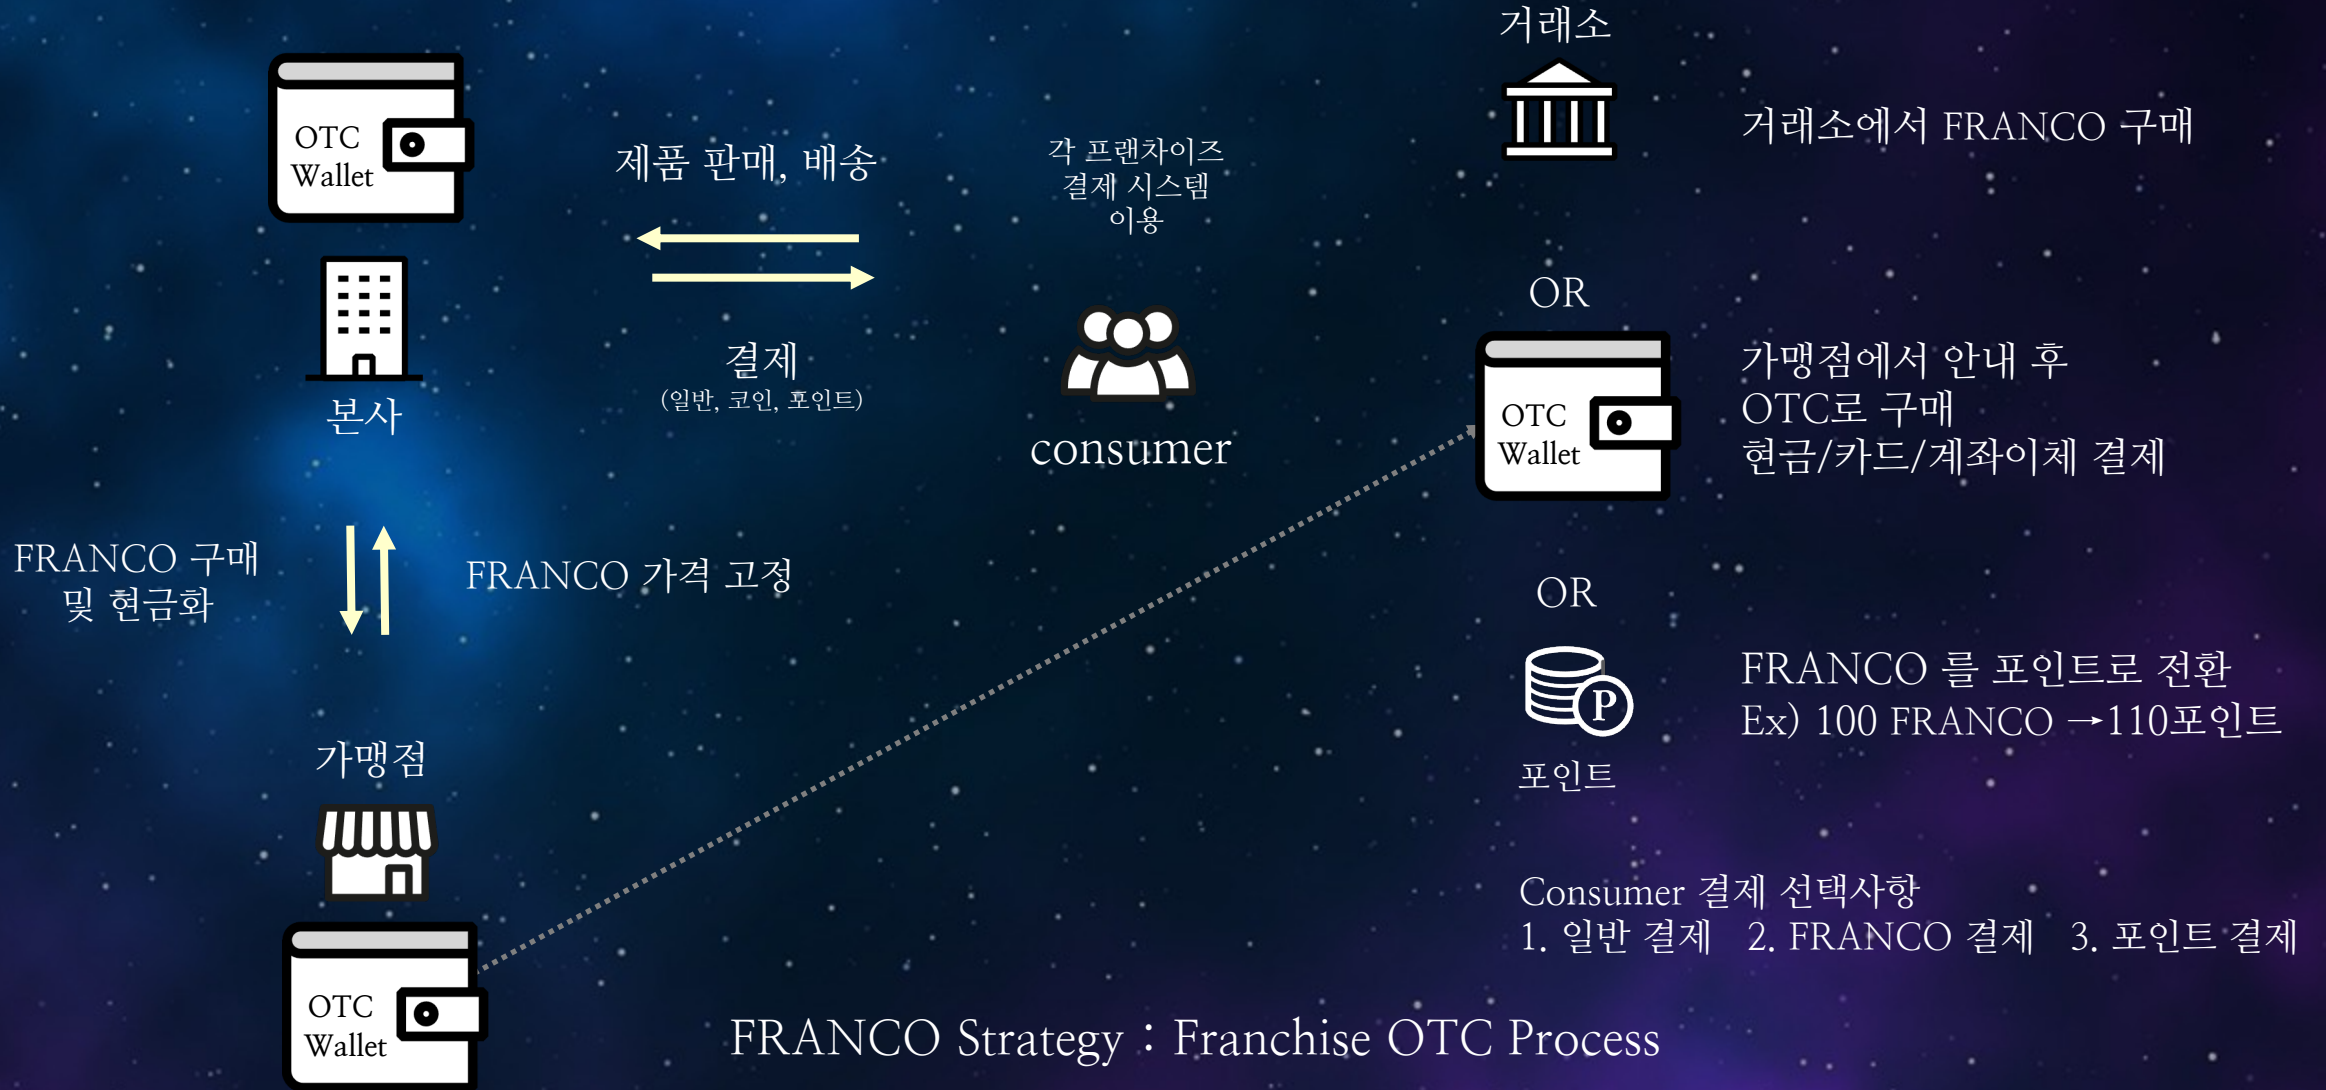 OTC
Wallet
본사
제품 판매, 배송
결제
(일반, 코인, 포인트)
각 프랜차이즈
결제 시스템
이용
consumer
FRANCO 구매
및 현금화
FRANCO 가격 고정
가맹점
OTC
Wallet
거래소
거래소에서 FRANCO 구매
OR
OTC
Wallet
가맹점에서 안내 후
OTC로 구매
현금/카드/계좌이체 결제
OR
P
포인트
FRANCO 를 포인트로 전환
Ex) 100 FRANCO →110포인트
Consumer 결제 선택사항
1. 일반 결제 2. FRANCO 결제 3. 포인트 결제
FRANCO Strategy : Franchise OTC Process